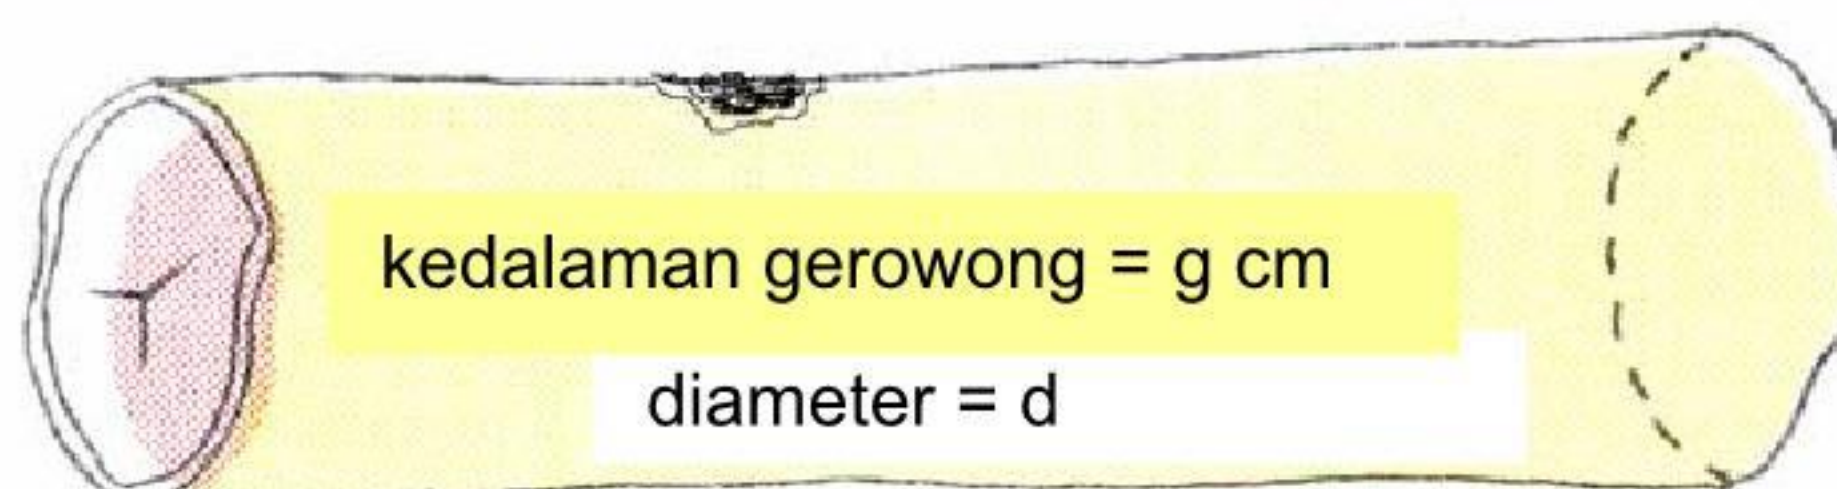 kedalaman gerowong = g cm
diameter = d